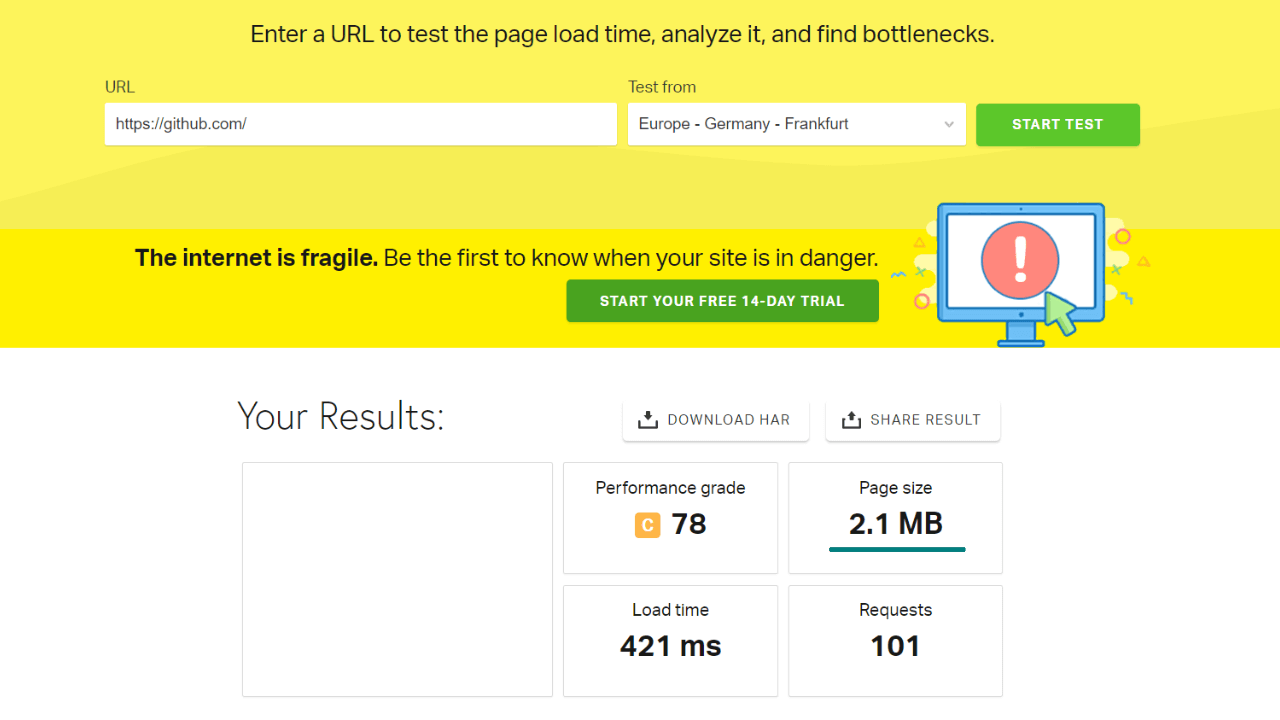 Enter a URL to test the page load time, analyze it, and find bottlenecks.
URL
Test from
https://github.com/
Europe - Germany - Frankfurt
START TEST
The internet is fragile. Be the first to know when your site is in danger.
START YOUR FREE 14-DAY TRIAL
!
Your Results:
DOWNLOAD HAR
SHARE RESULT
Performance grade
C 78
Page size
2.1 MB
Load time
421 ms
Requests
101